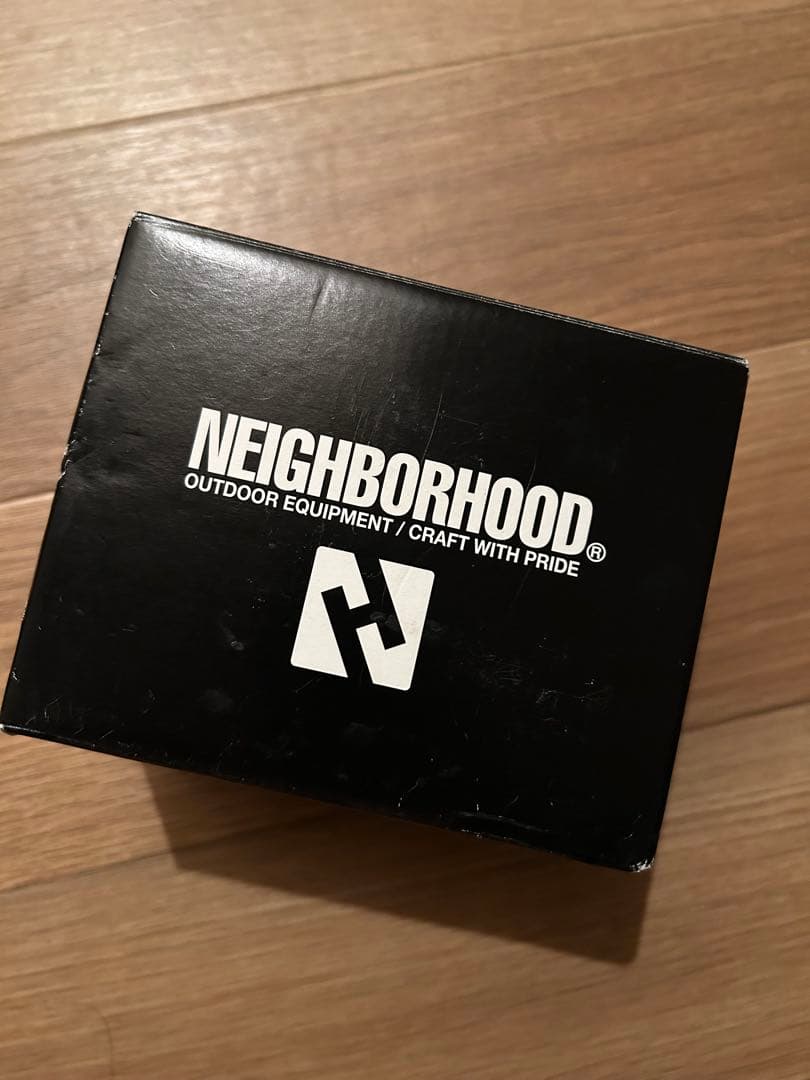 NEIGHBORHOOD®
OUTDOOR EQUIPMENT / CRAFT WITH PRIDE